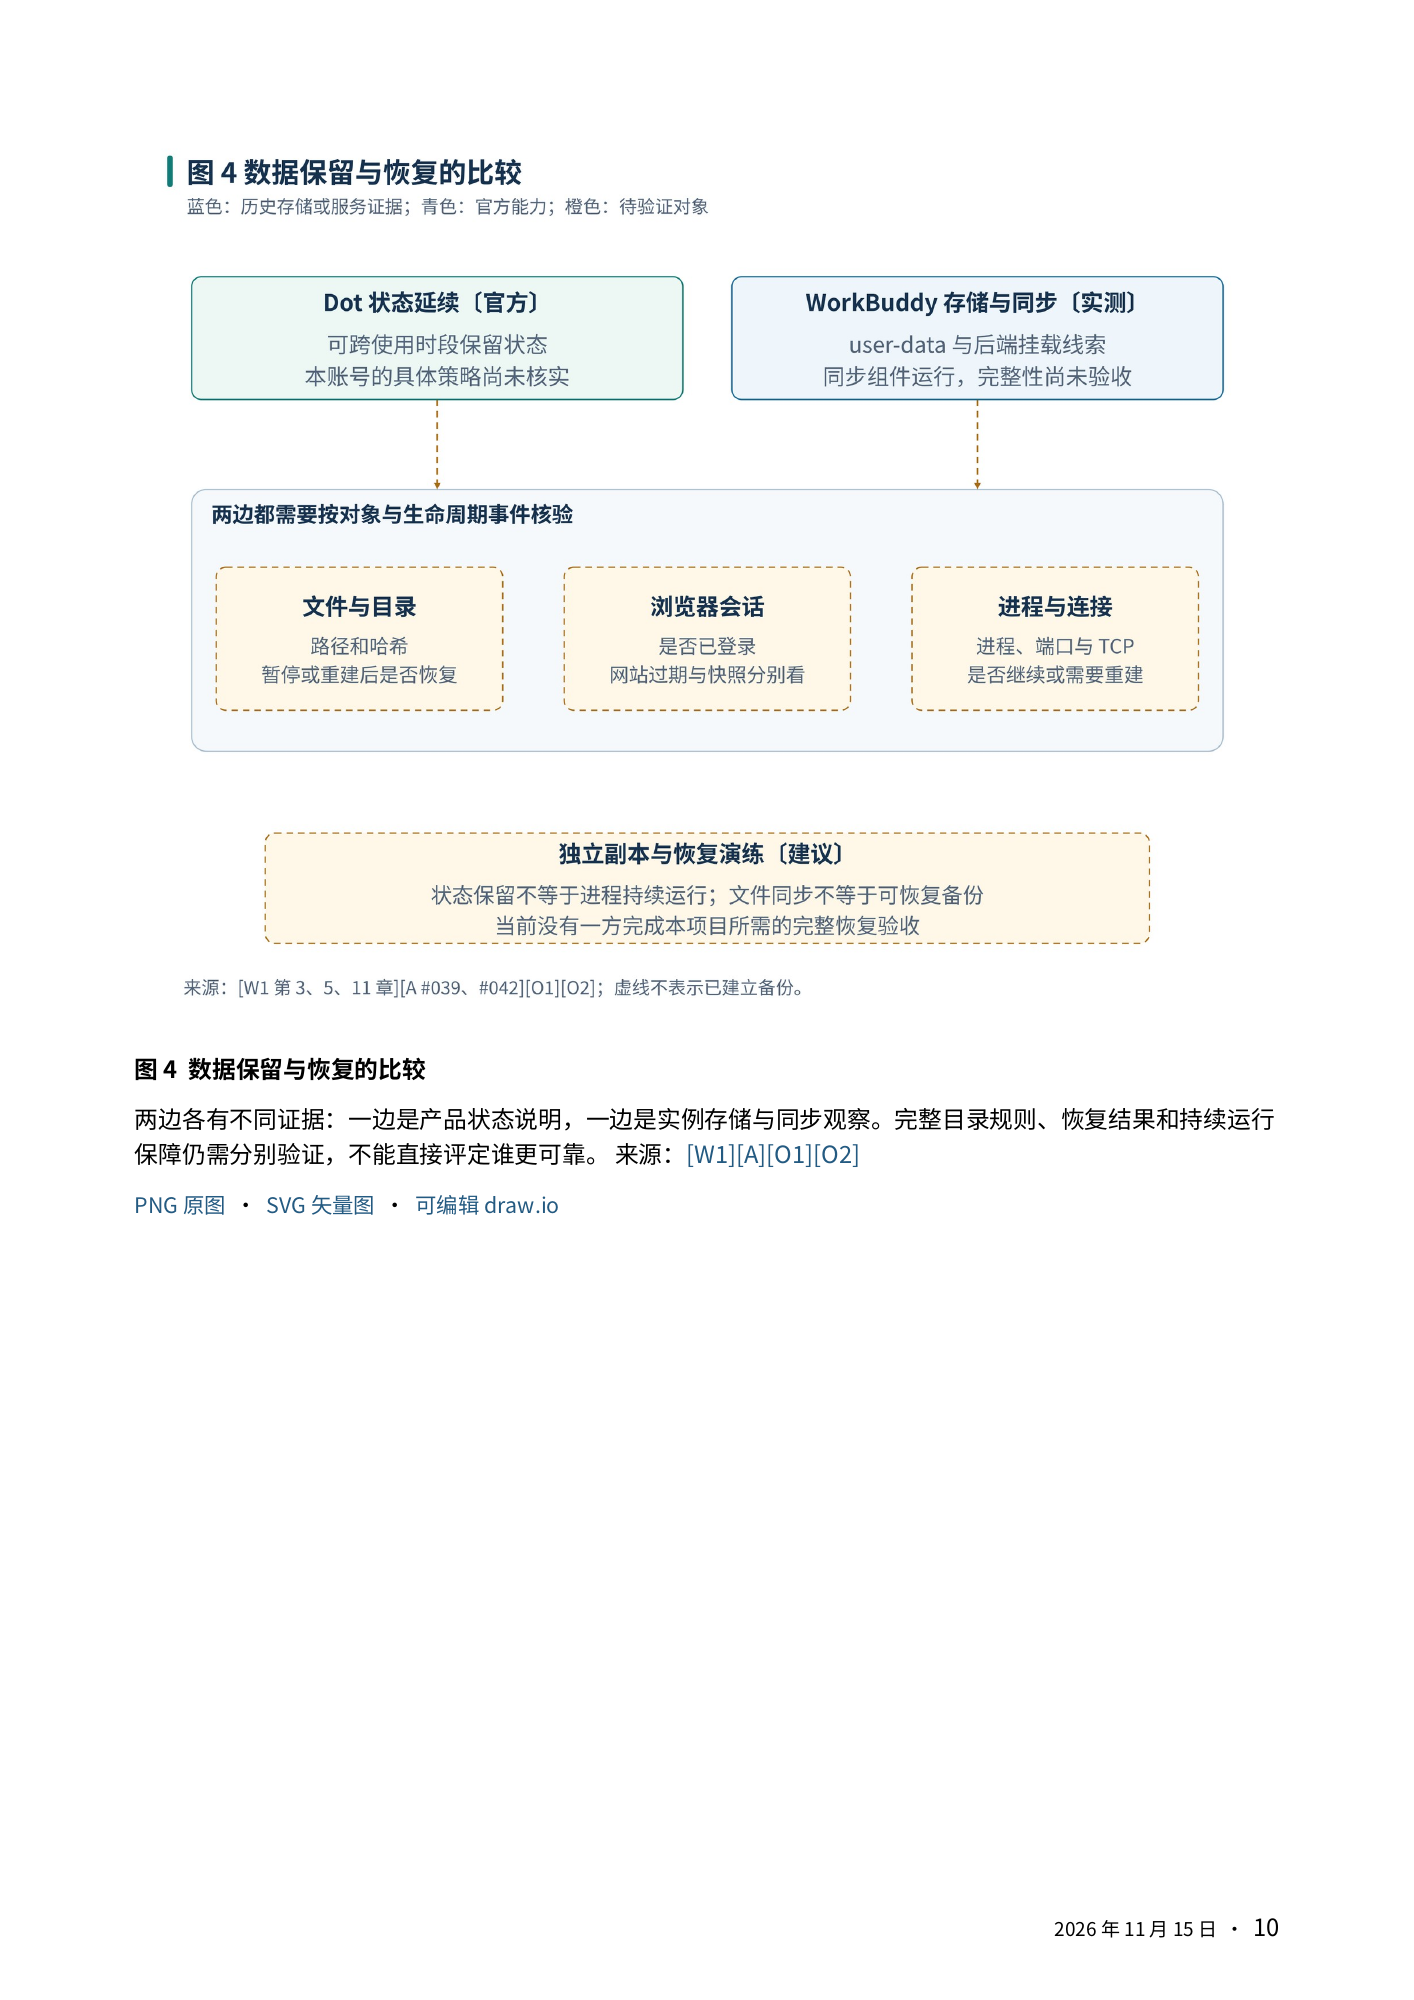 图 4 数据保留与恢复的比较
蓝色：历史存储或服务证据；青色：官方能力；橙色：待验证对象
Dot 状态延续〔官方〕
可跨使用时段保留状态
本账号的具体策略尚未核实
WorkBuddy 存储与同步〔实测〕
user-data 与后端挂载线索
同步组件运行，完整性尚未验收
两边都需要按对象与生命周期事件核验
文件与目录
路径和哈希
暂停或重建后是否恢复
浏览器会话
是否已登录
网站过期与快照分别看
进程与连接
进程、端口与 TCP
是否继续或需要重建
独立副本与恢复演练〔建议〕
状态保留不等于进程持续运行；文件同步不等于可恢复备份
当前没有一方完成本项目所需的完整恢复验收
来源：[W1 第 3、5、11 章][A #039、#042][O1][O2]；虚线不表示已建立备份。
图 4 数据保留与恢复的比较
两边各有不同证据：一边是产品状态说明，一边是实例存储与同步观察。完整目录规则、恢复结果和持续运行
保障仍需分别验证，不能直接评定谁更可靠。 来源：[W1][A][O1][O2]
PNG 原图 · SVG 矢量图 · 可编辑 draw.io
2026 年 11 月 15 日 · 10